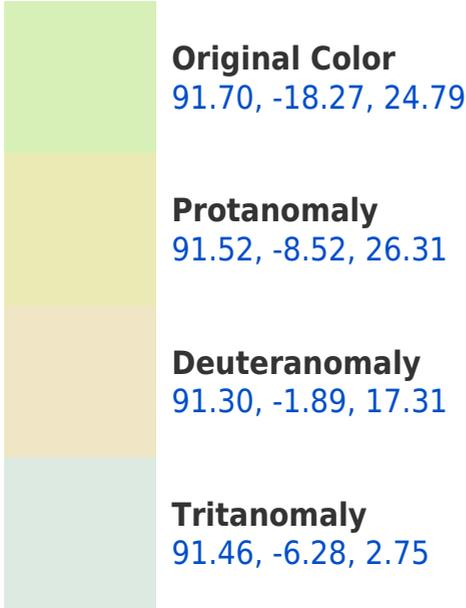 Original Color
91.70, -18.27, 24.79
Protanomaly
91.52, -8.52, 26.31
Deuteranomaly
91.30, -1.89, 17.31
Tritanomaly
91.46, -6.28, 2.75